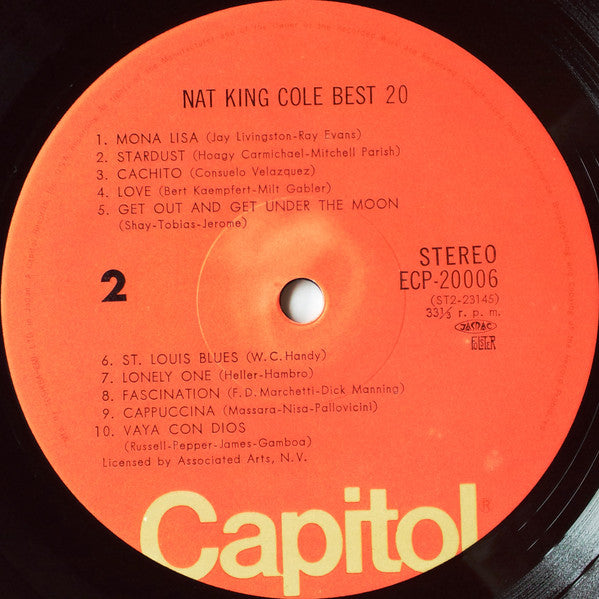 NAT KING COLE BEST 20
1. MONA LISA (Jay Livingston-Ray Evans)
2. STARDUST (Hoagy Carmichael-Mitchell Parish)
3. CACHITO (Consuelo Velazquez)
4. LOVE (Bert Kaempfert-Milt Gabler)
5. GET OUT AND GET UNDER THE MOON
(Shay-Tobias-Jerome)
2
STEREO
ECP-20006
(ST2-23145)
33⅓ r. p. m.
JASRAC
6. ST. LOUIS BLUES (W. C. Handy)
7. LONELY ONE (Heller-Hambro)
8. FASCINATION (F. D. Marchetti-Dick Manning)
9. CAPPUCCINA (Massara-Nisa-Pallovicini)
10. VAYA CON DIOS
(Russell-Pepper-James-Gamboa)
Licensed by Associated Arts, N.V.
Capitol ®